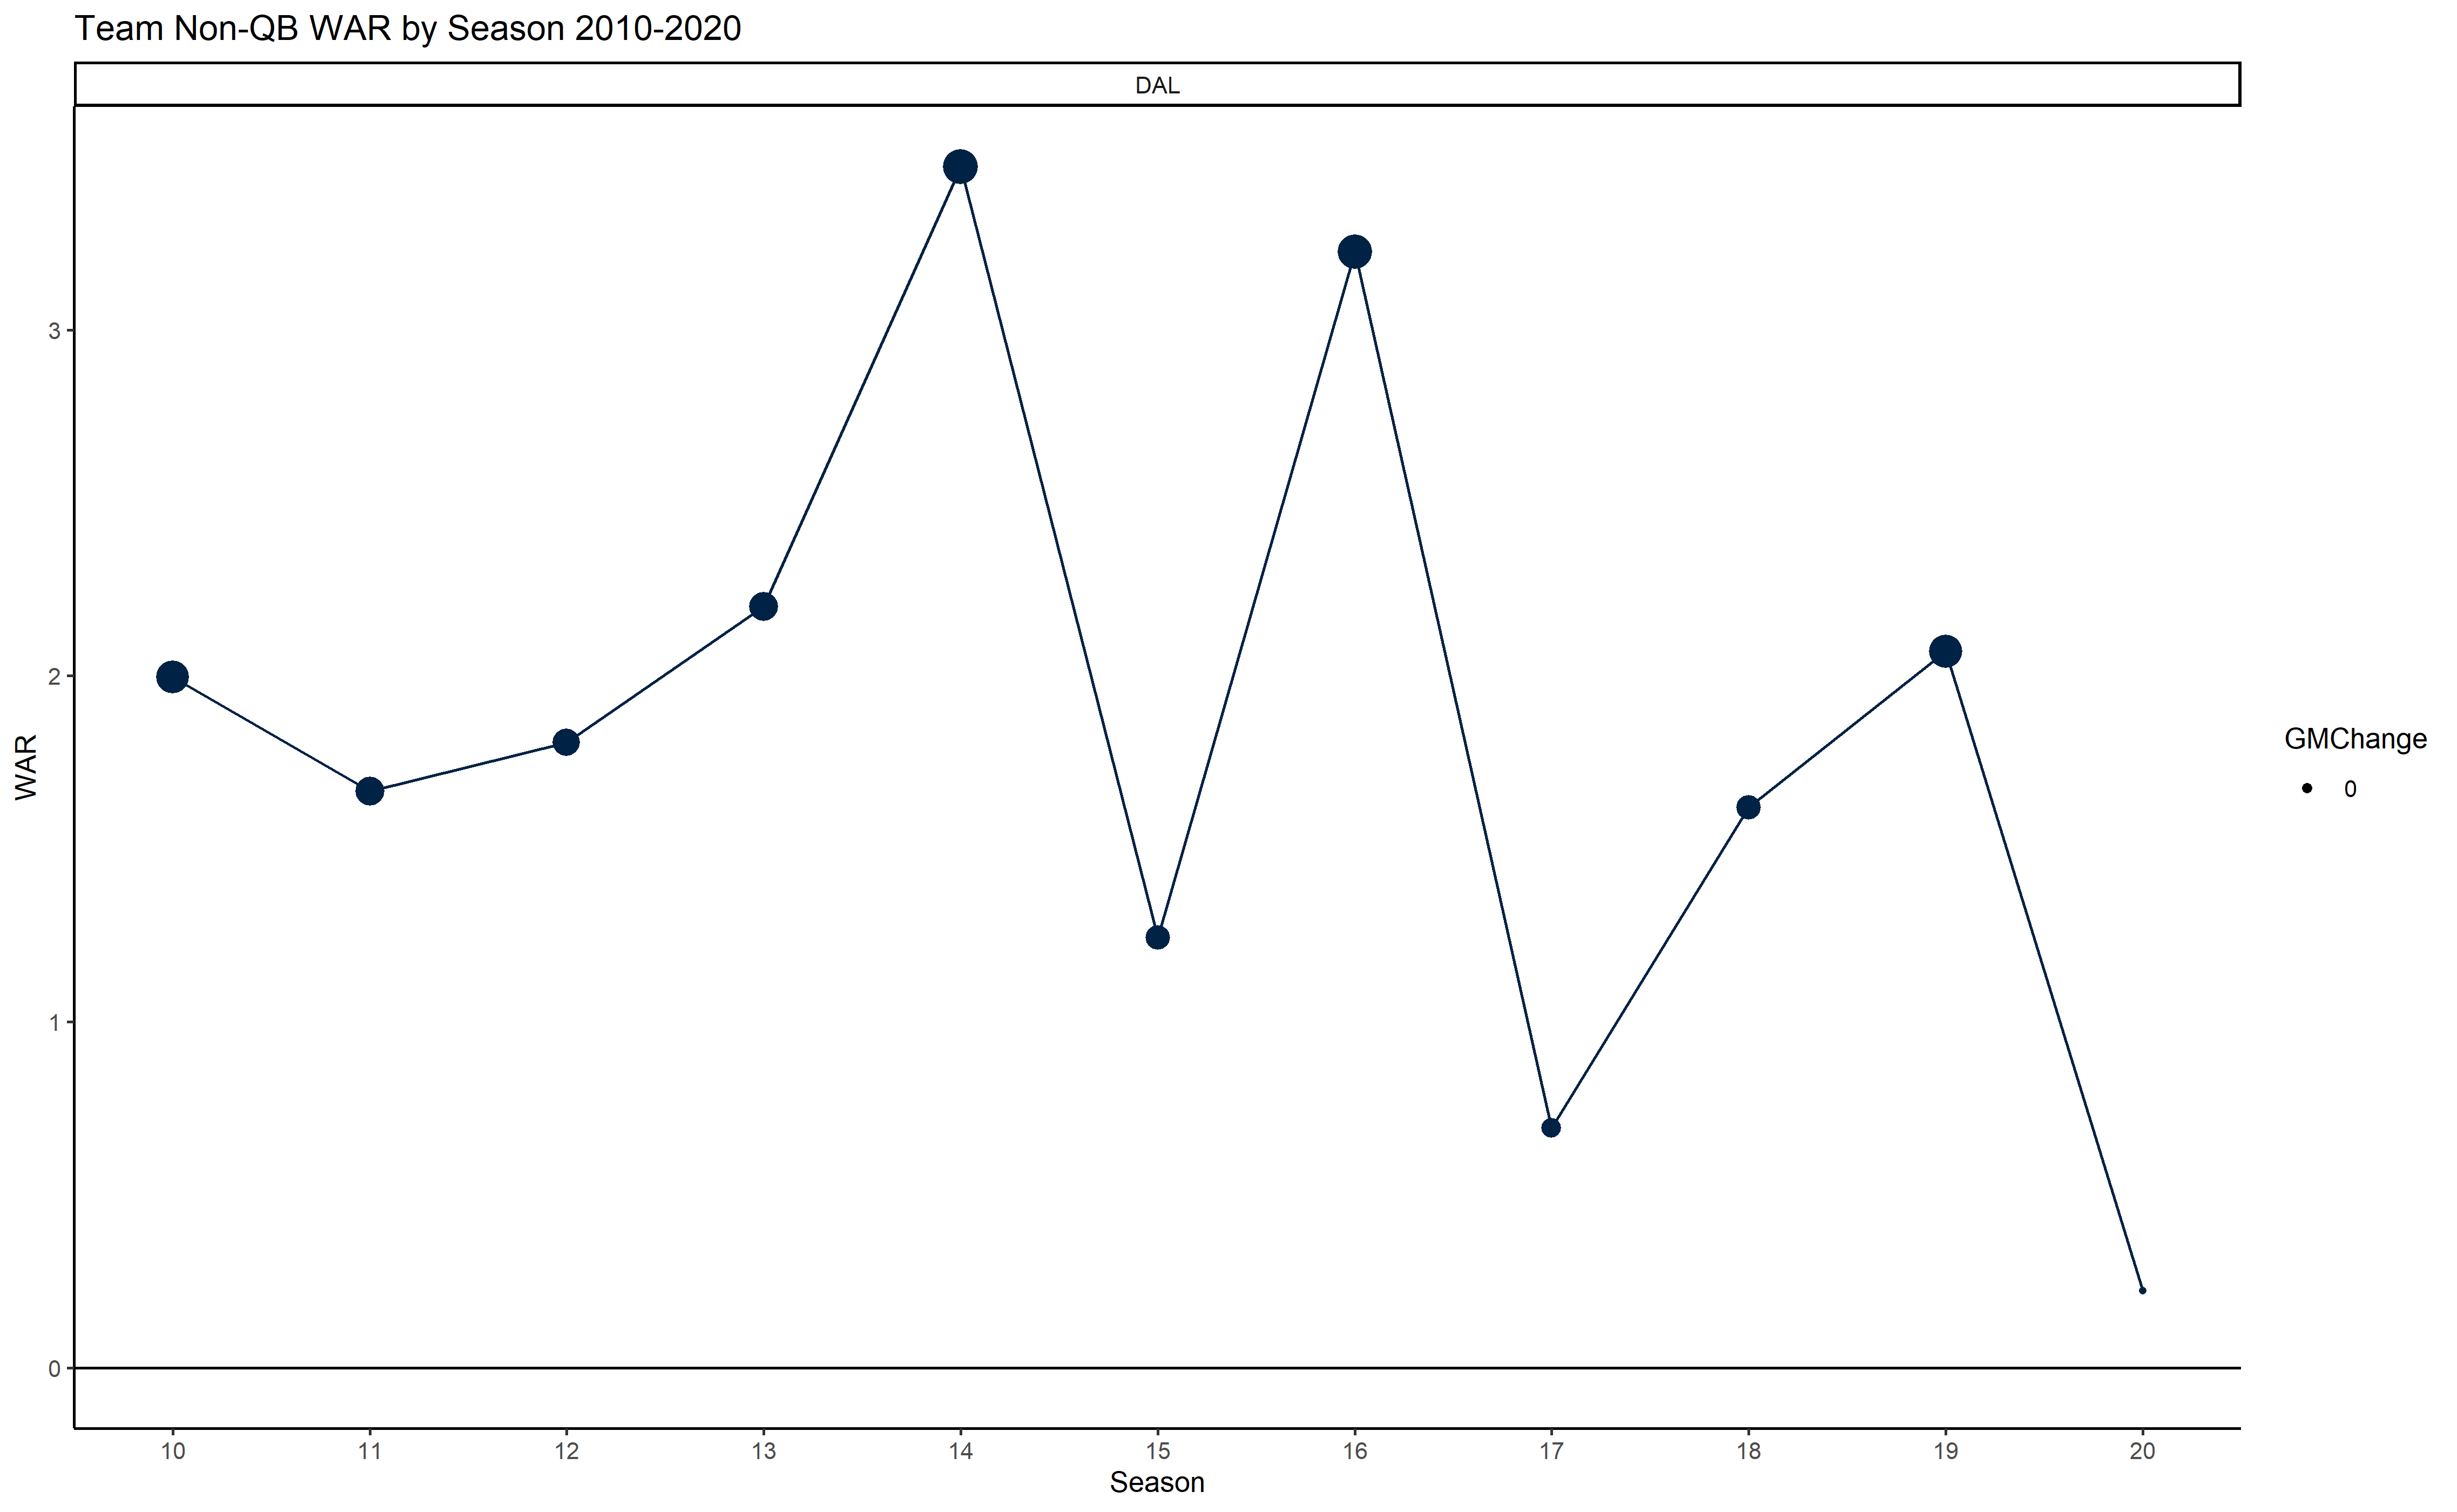 Team Non-QB WAR by Season 2010-2020
DAL
3
2
1
0
WAR
10 11 12 13 14 15 16 17 18 19 20
Season
GMChange
0